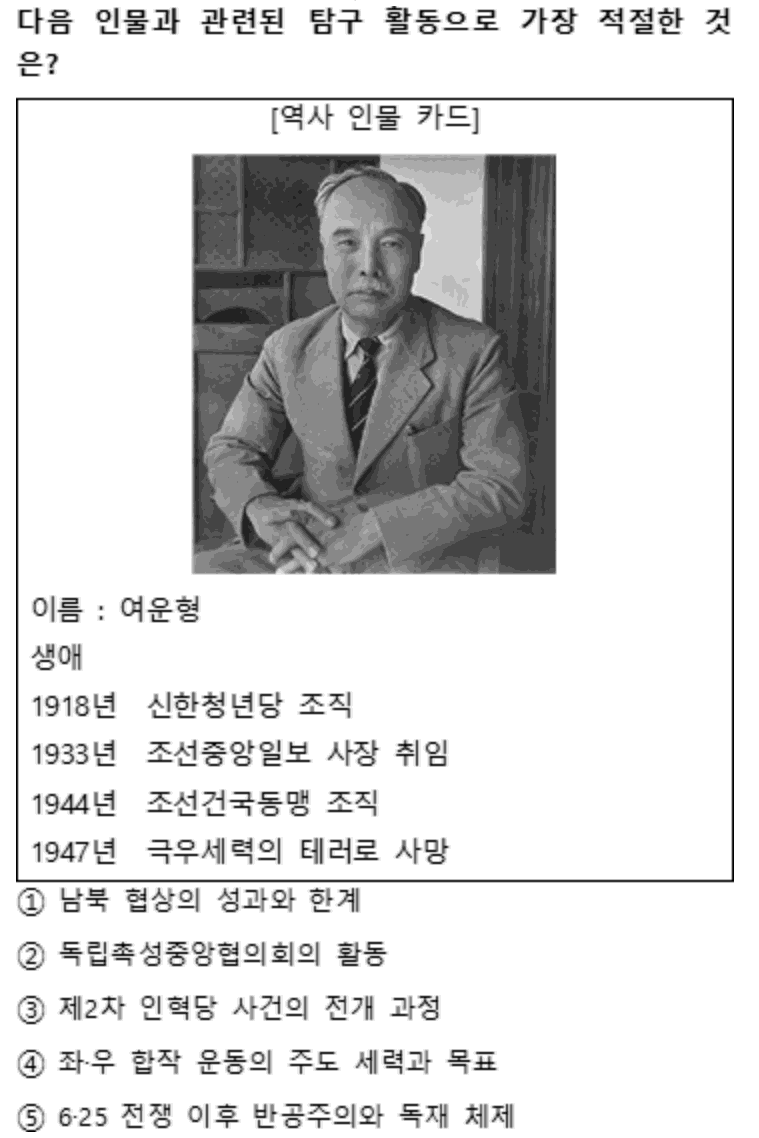 다음 인물과 관련된 탐구 활동으로 가장 적절한 것
은?
[역사 인물 카드]
이름 : 여운형
생애
1918년 신한청년당 조직
1933년 조선중앙일보 사장 취임
1944년 조선건국동맹 조직
1947년 극우세력의 테러로 사망
① 남북 협상의 성과와 한계
② 독립촉성중앙협의회의 활동
③ 제2차 인혁당 사건의 전개 과정
④ 좌·우 합작 운동의 주도 세력과 목표
⑤ 6·25 전쟁 이후 반공주의와 독재 체제